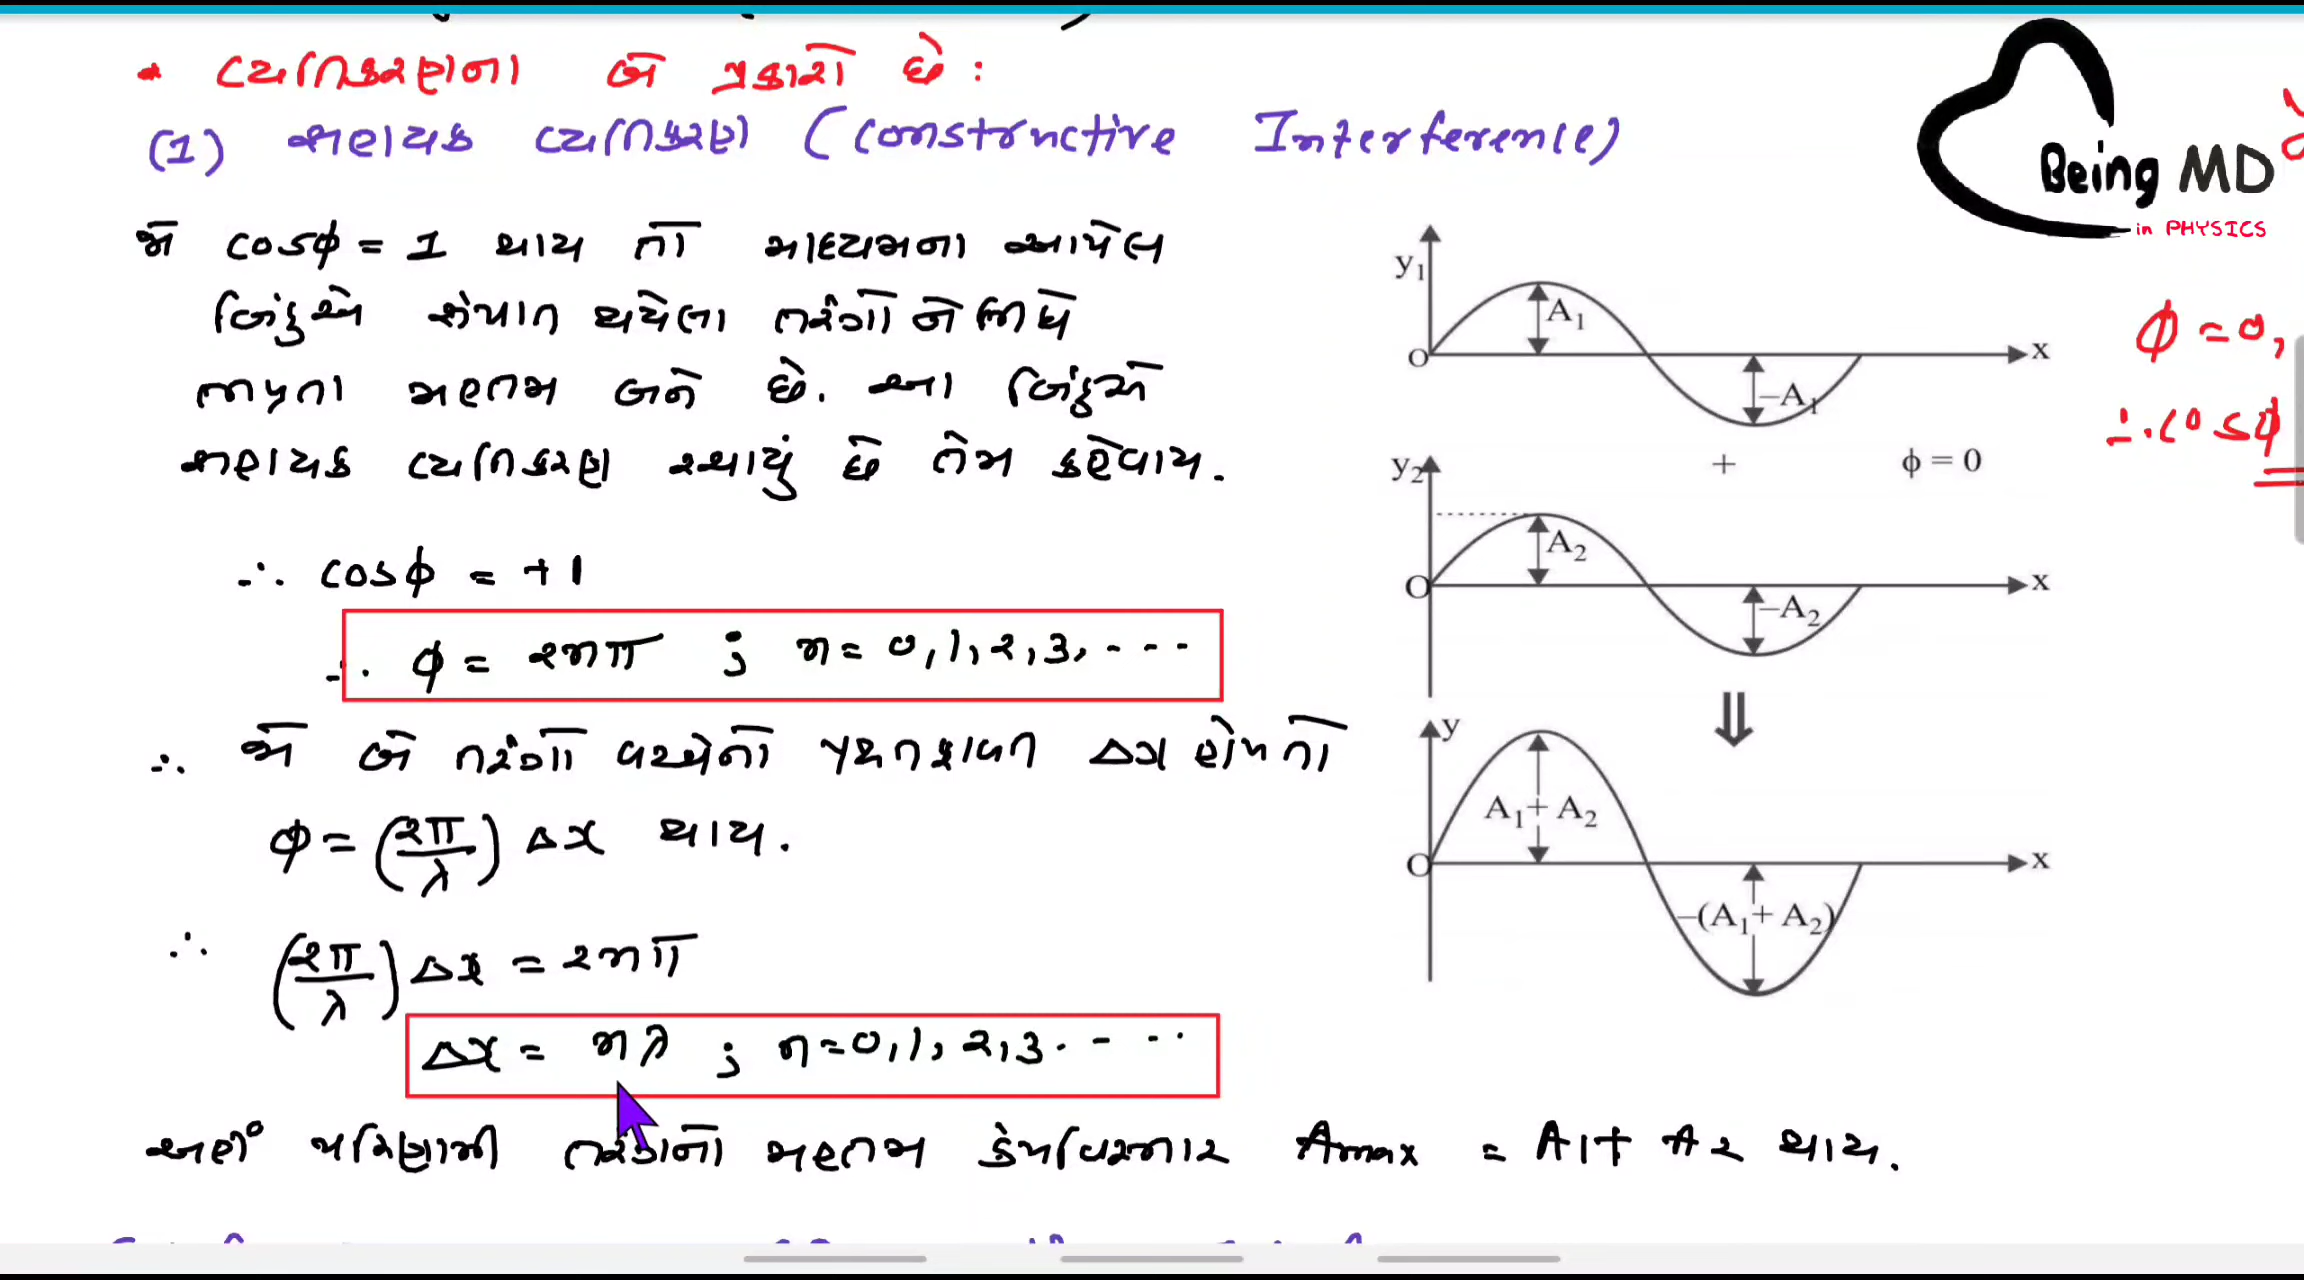 • વ્યતિકરણના બે પ્રકારો છે :
(1) સહાયક વ્યતિકરણ (Constructive Interference)
જો cosϕ = 1 થાય તો માધ્યમના આપેલ
બિંદુએ સંપાત થયેલા તરંગોને લીધે
તીવ્રતા મહત્તમ બને છે. આ બિંદુએ
સહાયક વ્યતિકરણ રચાયું છે તેમ કહેવાય.
∴ cosϕ = +1
∴ ϕ = 2nπ ; n = 0, 1, 2, 3, ----
∴ જો બે તરંગો વચ્ચેનો પથતફાવત Δx હોય તો
ϕ = (2π/λ) Δx થાય.
∴ (2π/λ) Δx = 2nπ
Δx = nλ ; n = 0, 1, 2, 3 . - - . .
અહીં પરિણામી તરંગનો મહત્તમ કંપવિસ્તાર Amax = A1 + A2 થાય.
Being MD
in PHYSICS
y₁
A₁
O
x
–A₁
ϕ = 0,
∴ cosϕ
y₂
+
ϕ = 0
A₂
O
x
–A₂
⇓
y
A₁ + A₂
O
x
–(A₁ + A₂)